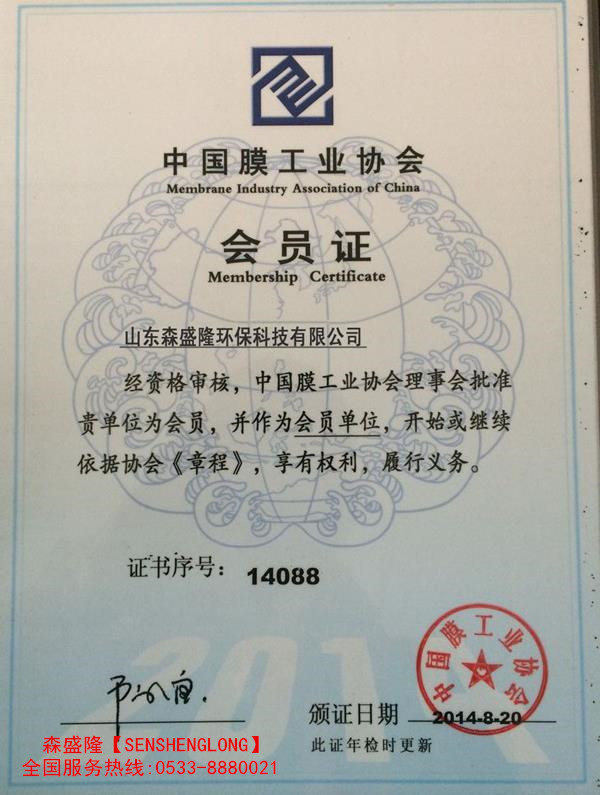 中国膜工业协会
Membrane Industry Association of China
会员证
Membership Certificate
山东森盛隆环保科技有限公司
经资格审核，中国膜工业协会理事会批准
贵单位为会员，并作为会员单位，开始或继续
依据协会《章程》，享有权利，履行义务。
证书序号：14088
中国膜工业协会
颁证日期 2014-8-20
此证年检时更新
森盛隆【SENSHENGLONG】
全国服务热线:0533-8880021